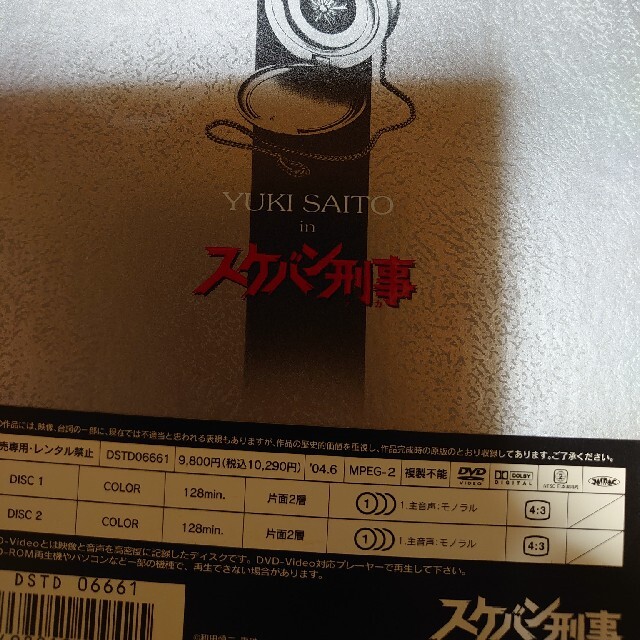 YUKI SAITO
in
スケバン刑事
作品には、映像、台詞の一部に、現在では不適当と思われる表現もありますが、作品の歴史的価値を重視し、作品完成時の原版のとおり収録してあります。ご了承ください。
売専用・レンタル禁止 DSTD06661 9,800円(税込10,290円) '04.6 MPEG-2 複製不能 DVD VIDEO DOLBY DIGITAL
DISC 1 COLOR 128min. 片面2層 1.主音声:モノラル 4:3
DISC 2 COLOR 128min. 片面2層 1.主音声:モノラル 4:3
D-Videoとは映像と音声を高密度に記録したディスクです。DVD-Video対応プレーヤーで再生して下さい。
D-ROM再生機やパソコンなど一部の機種で、再生できない場合があります。
DSTD 06661
スケバン刑事